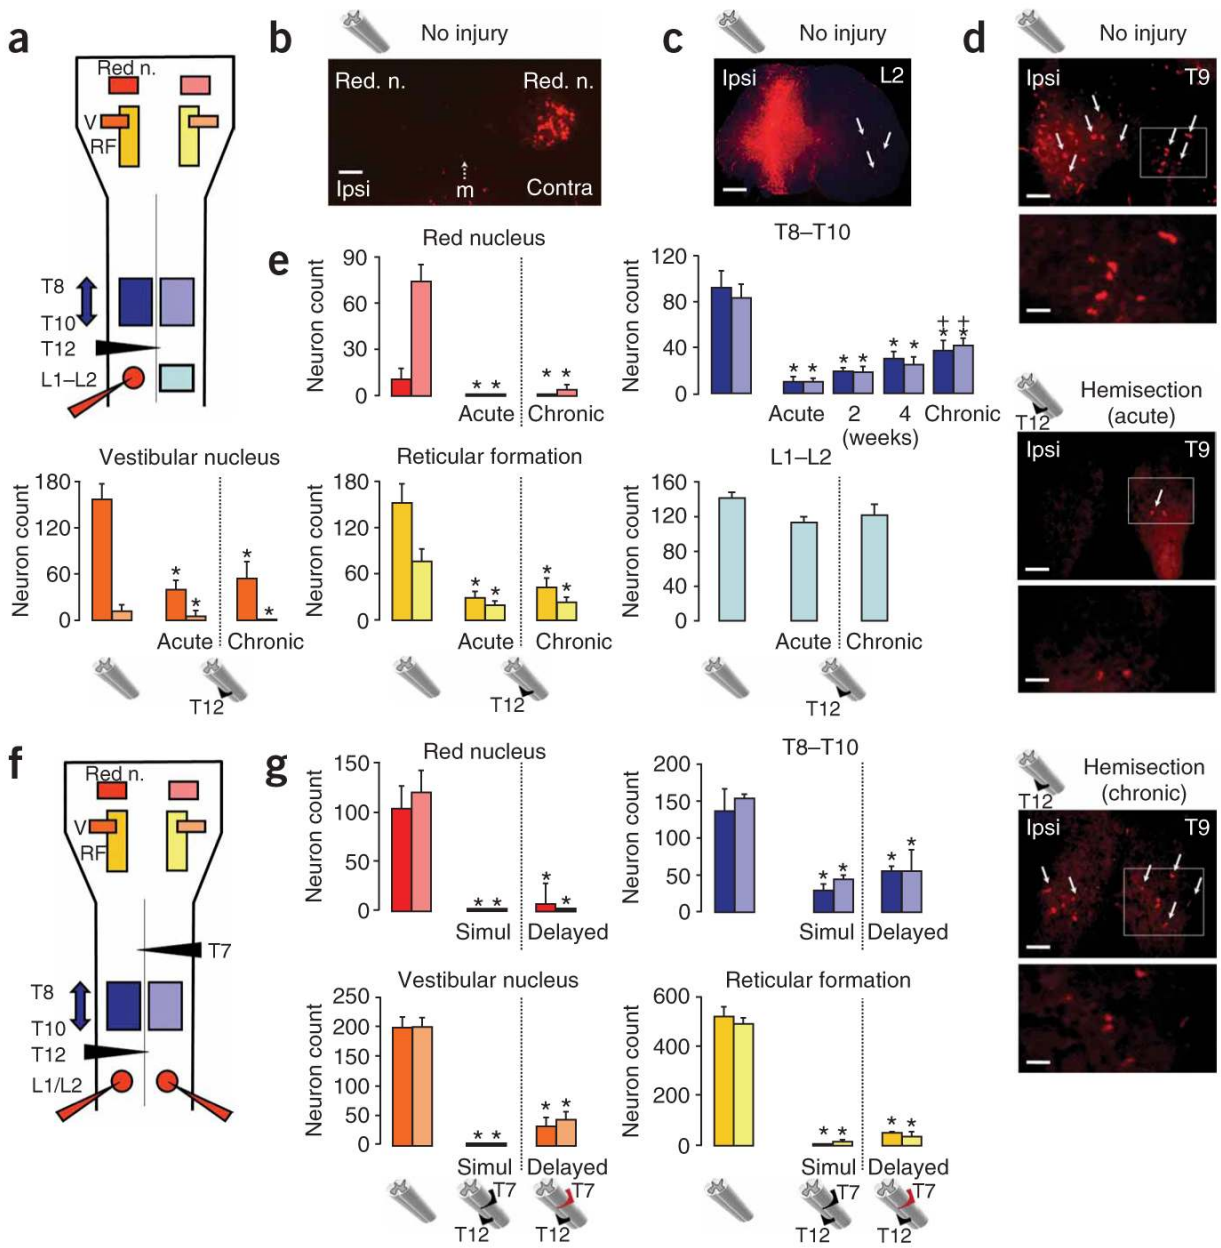 a
Red n.
V
RF
T8
T10
T12
L1–L2
b
No injury
Red. n.
Red. n.
Ipsi
m
Contra
c
No injury
Ipsi
L2
d
No injury
Ipsi
T9
Hemisection
(acute)
T12
Ipsi
T9
Hemisection
(chronic)
T12
Ipsi
T9
e
Red nucleus
Neuron count
90
60
30
0
* *
* *
Acute
Chronic
T8–T10
Neuron count
120
80
40
0
* *
* *
* *
+ +
* *
Acute
2
4
Chronic
(weeks)
Vestibular nucleus
Neuron count
180
120
60
0
*
*
*
*
Acute
Chronic
T12
Reticular formation
Neuron count
180
120
60
0
*
*
*
*
Acute
Chronic
T12
L1–L2
Neuron count
160
120
80
40
0
Acute
Chronic
T12
f
Red n.
V
RF
T7
T8
T10
T12
L1/L2
g
Red nucleus
Neuron count
150
100
50
0
* *
*
*
Simul
Delayed
T8–T10
Neuron count
200
150
100
50
0
*
*
* *
Simul
Delayed
Vestibular nucleus
Neuron count
250
200
150
100
50
0
* *
* *
Simul
Delayed
T7
T12
T7
T12
Reticular formation
Neuron count
600
400
200
0
* *
* *
Simul
Delayed
T7
T12
T7
T12